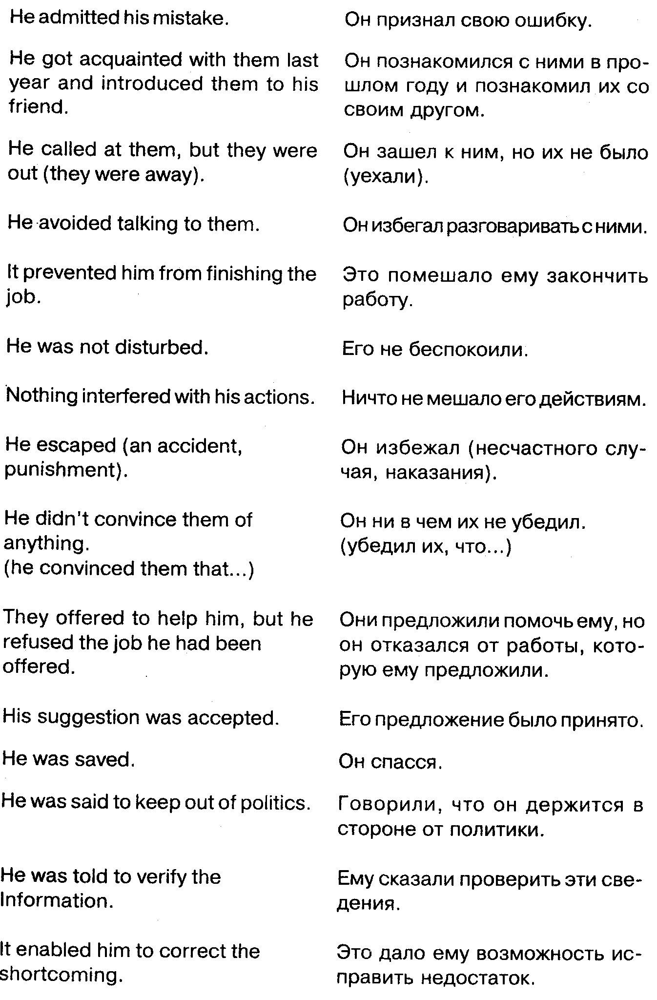 He admitted his mistake.
Он признал свою ошибку.
He got acquainted with them last
year and introduced them to his
friend.
Он познакомился с ними в про-
шлом году и познакомил их со
своим другом.
He called at them, but they were
out (they were away).
Он зашел к ним, но их не было
(уехали).
He avoided talking to them.
Он избегал разговаривать с ними.
It prevented him from finishing the
job.
Это помешало ему закончить
работу.
He was not disturbed.
Его не беспокоили.
Nothing interfered with his actions.
Ничто не мешало его действиям.
He escaped (an accident,
punishment).
Он избежал (несчастного слу-
чая, наказания).
He didn't convince them of
anything.
(he convinced them that...)
Он ни в чем их не убедил.
(убедил их, что...)
They offered to help him, but he
refused the job he had been
offered.
Они предложили помочь ему, но
он отказался от работы, кото-
рую ему предложили.
His suggestion was accepted.
Его предложение было принято.
He was saved.
Он спасся.
He was said to keep out of politics.
Говорили, что он держится в
стороне от политики.
He was told to verify the
Information.
Ему сказали проверить эти све-
дения.
It enabled him to correct the
shortcoming.
Это дало ему возможность ис-
править недостаток.